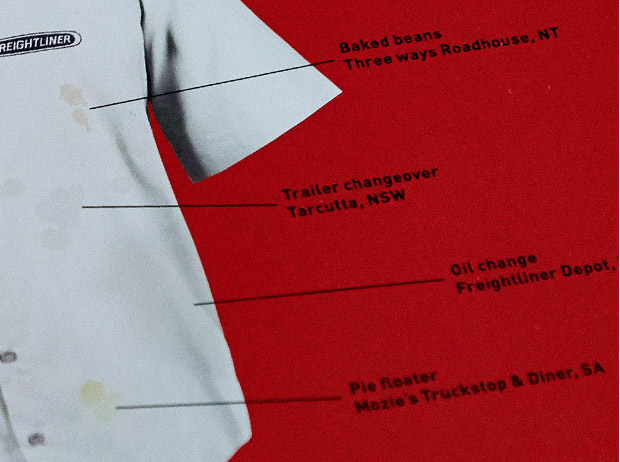 FREIGHTLINER
Baked beans
Three ways Roadhouse, NT
Trailer changeover
Tarcutta, NSW
Oil change
Freightliner Depot,
Pie floater
Mozie's Truckstop & Diner, SA